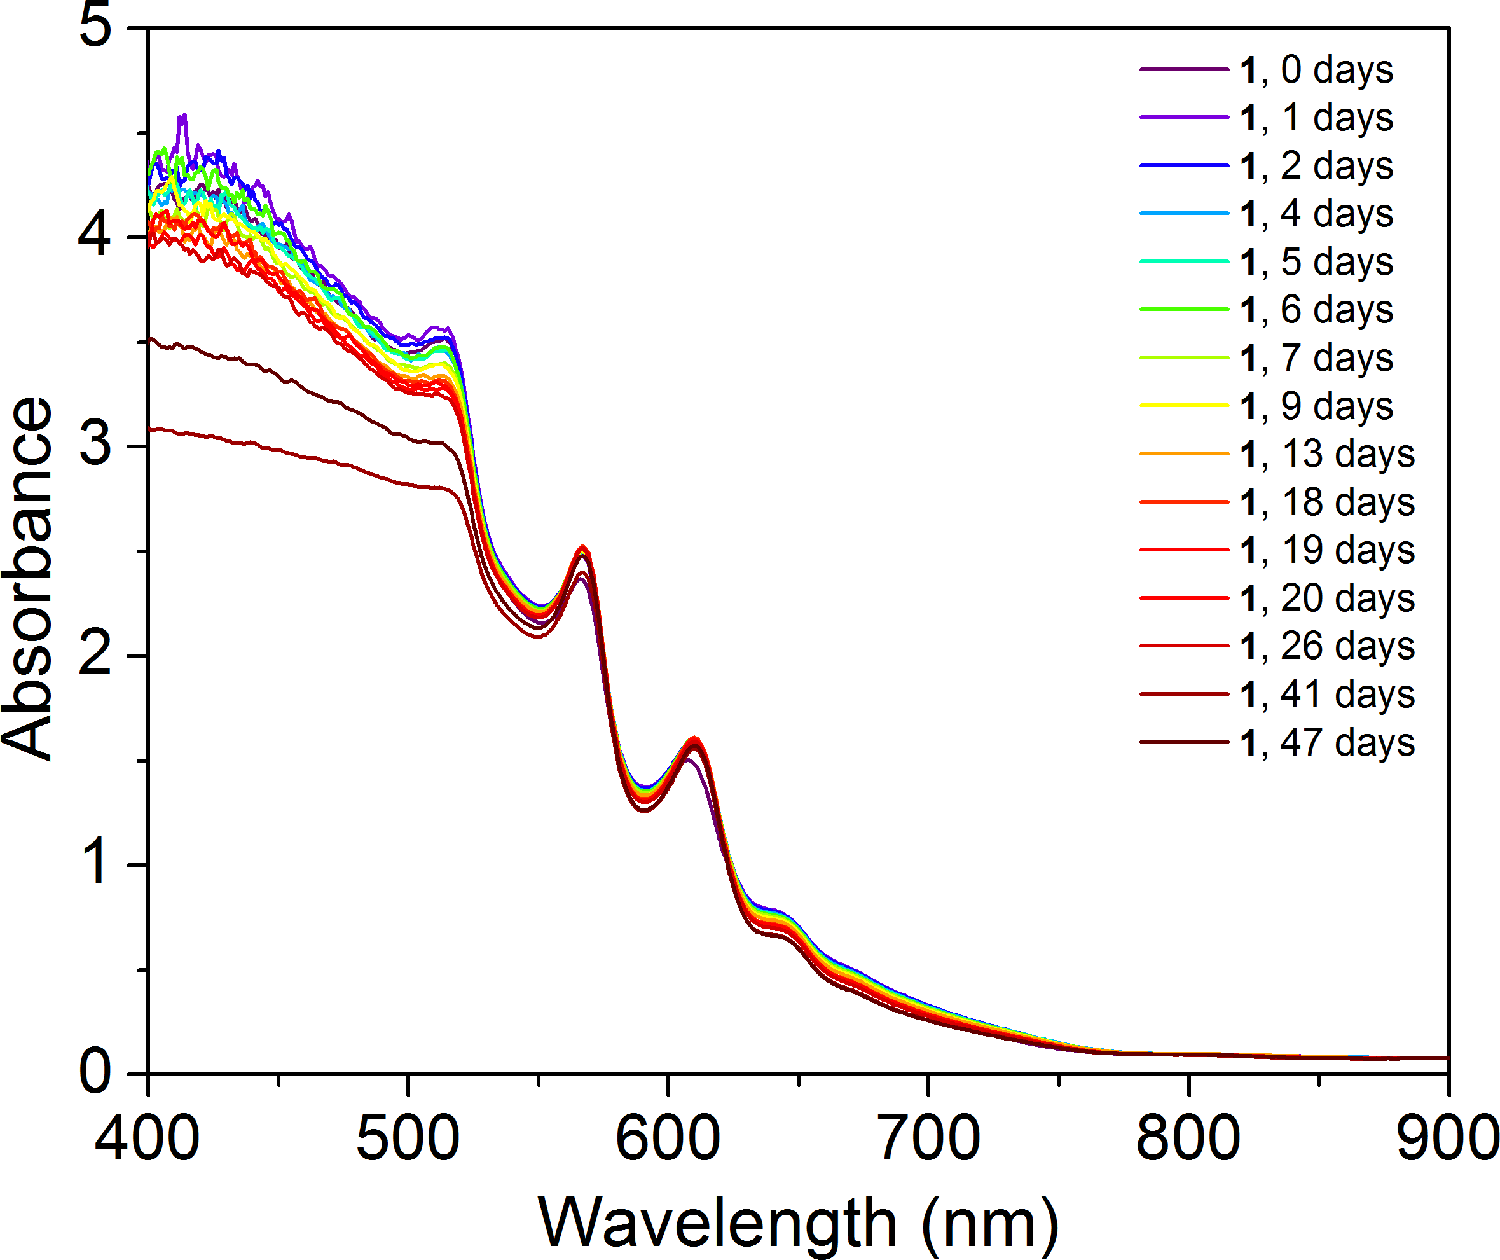 5
4
3
2
1
0
Absorbance
1, 0 days
1, 1 days
1, 2 days
1, 4 days
1, 5 days
1, 6 days
1, 7 days
1, 9 days
1, 13 days
1, 18 days
1, 19 days
1, 20 days
1, 26 days
1, 41 days
1, 47 days
400 500 600 700 800 900
Wavelength (nm)